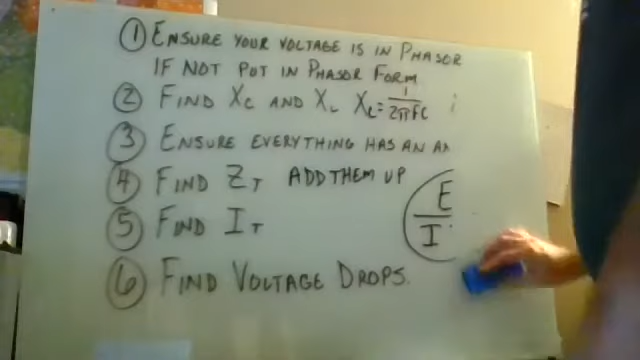 ① ENSURE YOUR VOLTAGE IS IN PHASOR
IF NOT PUT IN PHASOR FORM
② FIND Xc AND XL XC = 1/2πFC
③ ENSURE EVERYTHING HAS AN
④ FIND ZT ADD THEM UP
⑤ FIND IT
⑥ FIND VOLTAGE DROPS.
E
I